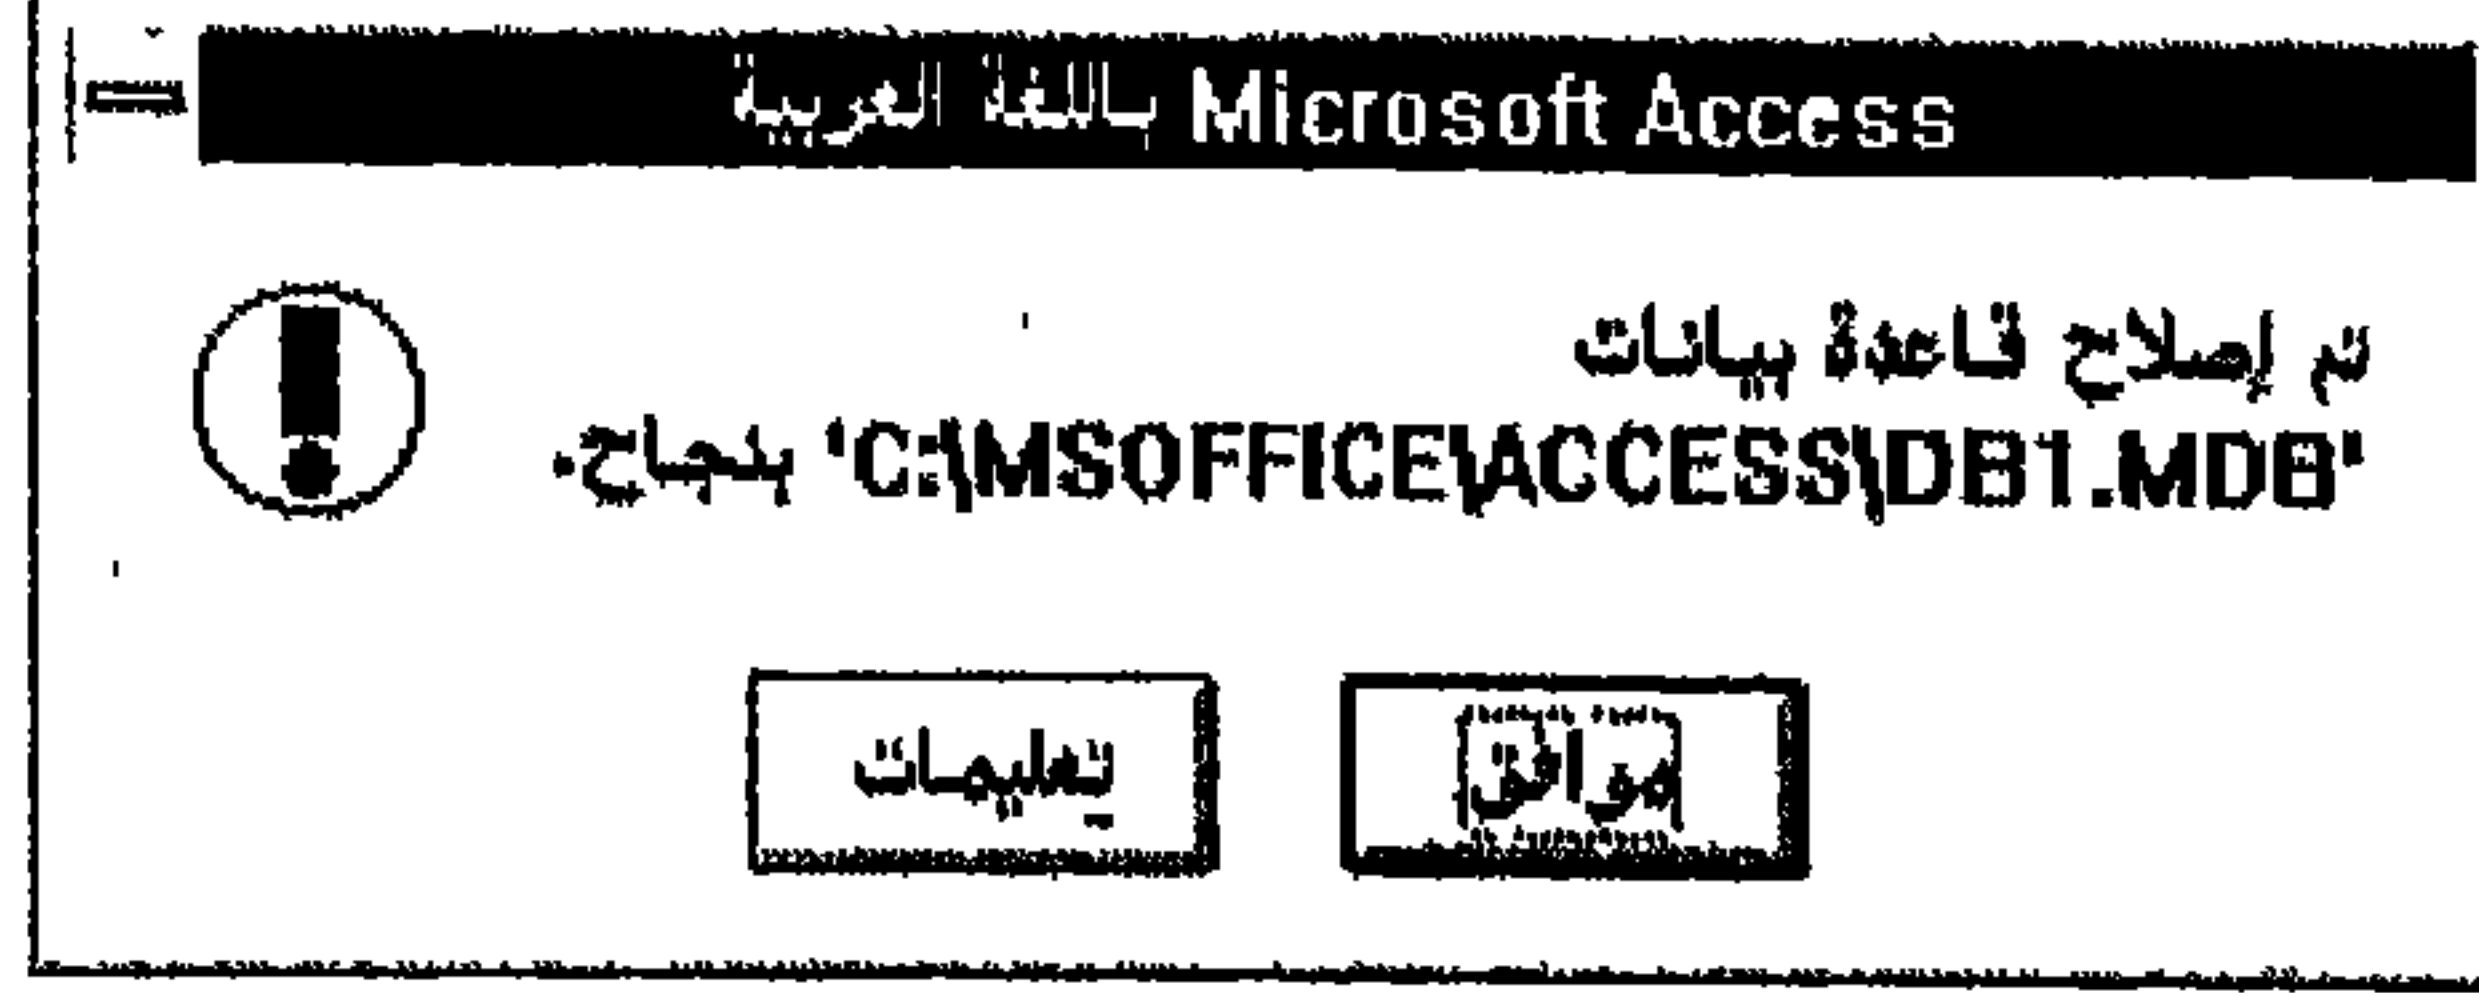 Microsoft Access باللغة العربية
تم إصلاح قاعدة بيانات
'C:\MSOFFICE\ACCESS\DB1.MDB' بنجاح.
موافق
تعليمات